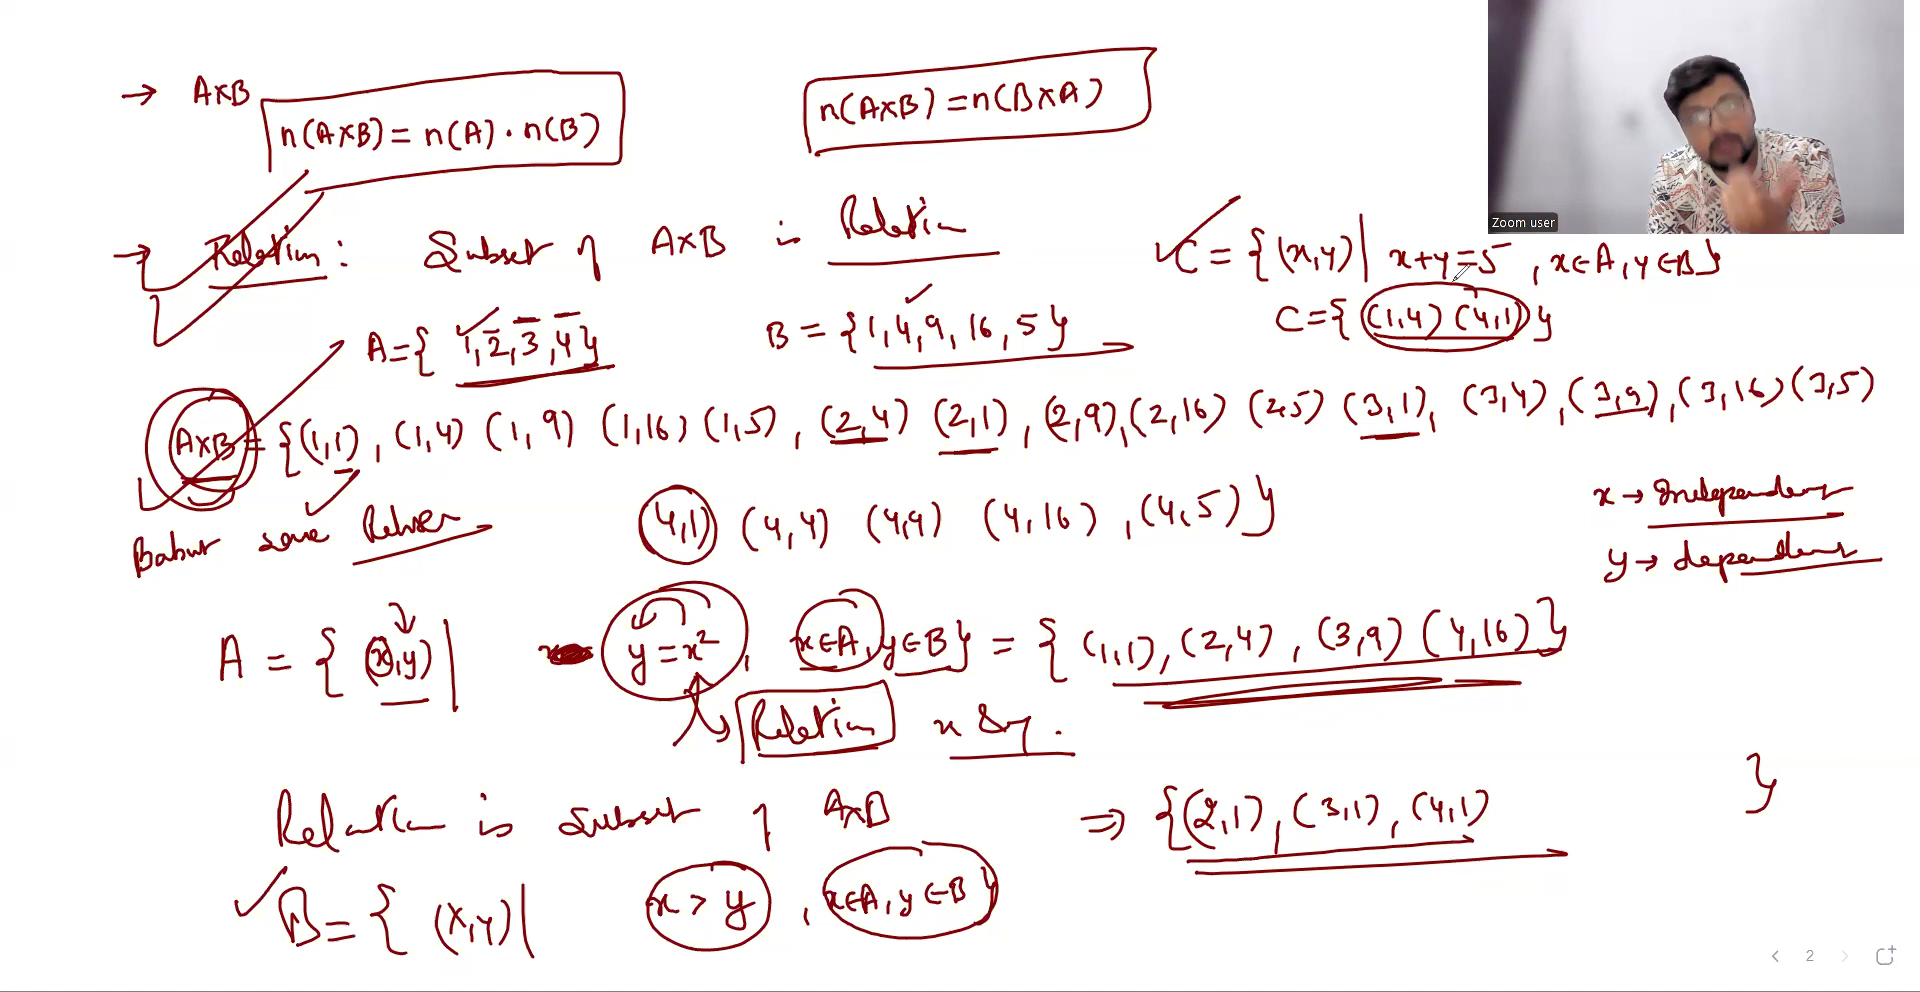 → A×B
n(A×B) = n(A) · n(B)
n(A×B) = n(B×A)
Zoom user
→ Relation : Subset of A×B is Relation
C = { (x,y) | x+y=5 , x∈A, y∈B}
C={ (1,4) (4,1) }
A={ 1,2,3,4}
B = {1,4,9,16,5}
A×B = {(1,1) , (1,4) (1,9) (1,16) (1,5) , (2,4) (2,1) , (2,9),(2,16) (2,5) (3,1) , (3,4) ,(3,9) ,(3,16)(3,5)
(4,1) (4,4) (4,9) (4,16) ,(4,5) }
x → Independent
y → dependent
A = { (x,y) | y = x² , x∈A, y∈B} = { (1,1), (2,4) , (3,9) (4,16) }
Relation x & y .
Relation is subset of A×B
⇒ {(2,1) , (3,1) , (4,1) }
B = { (x,y) | x > y , x∈A, y∈B }
2